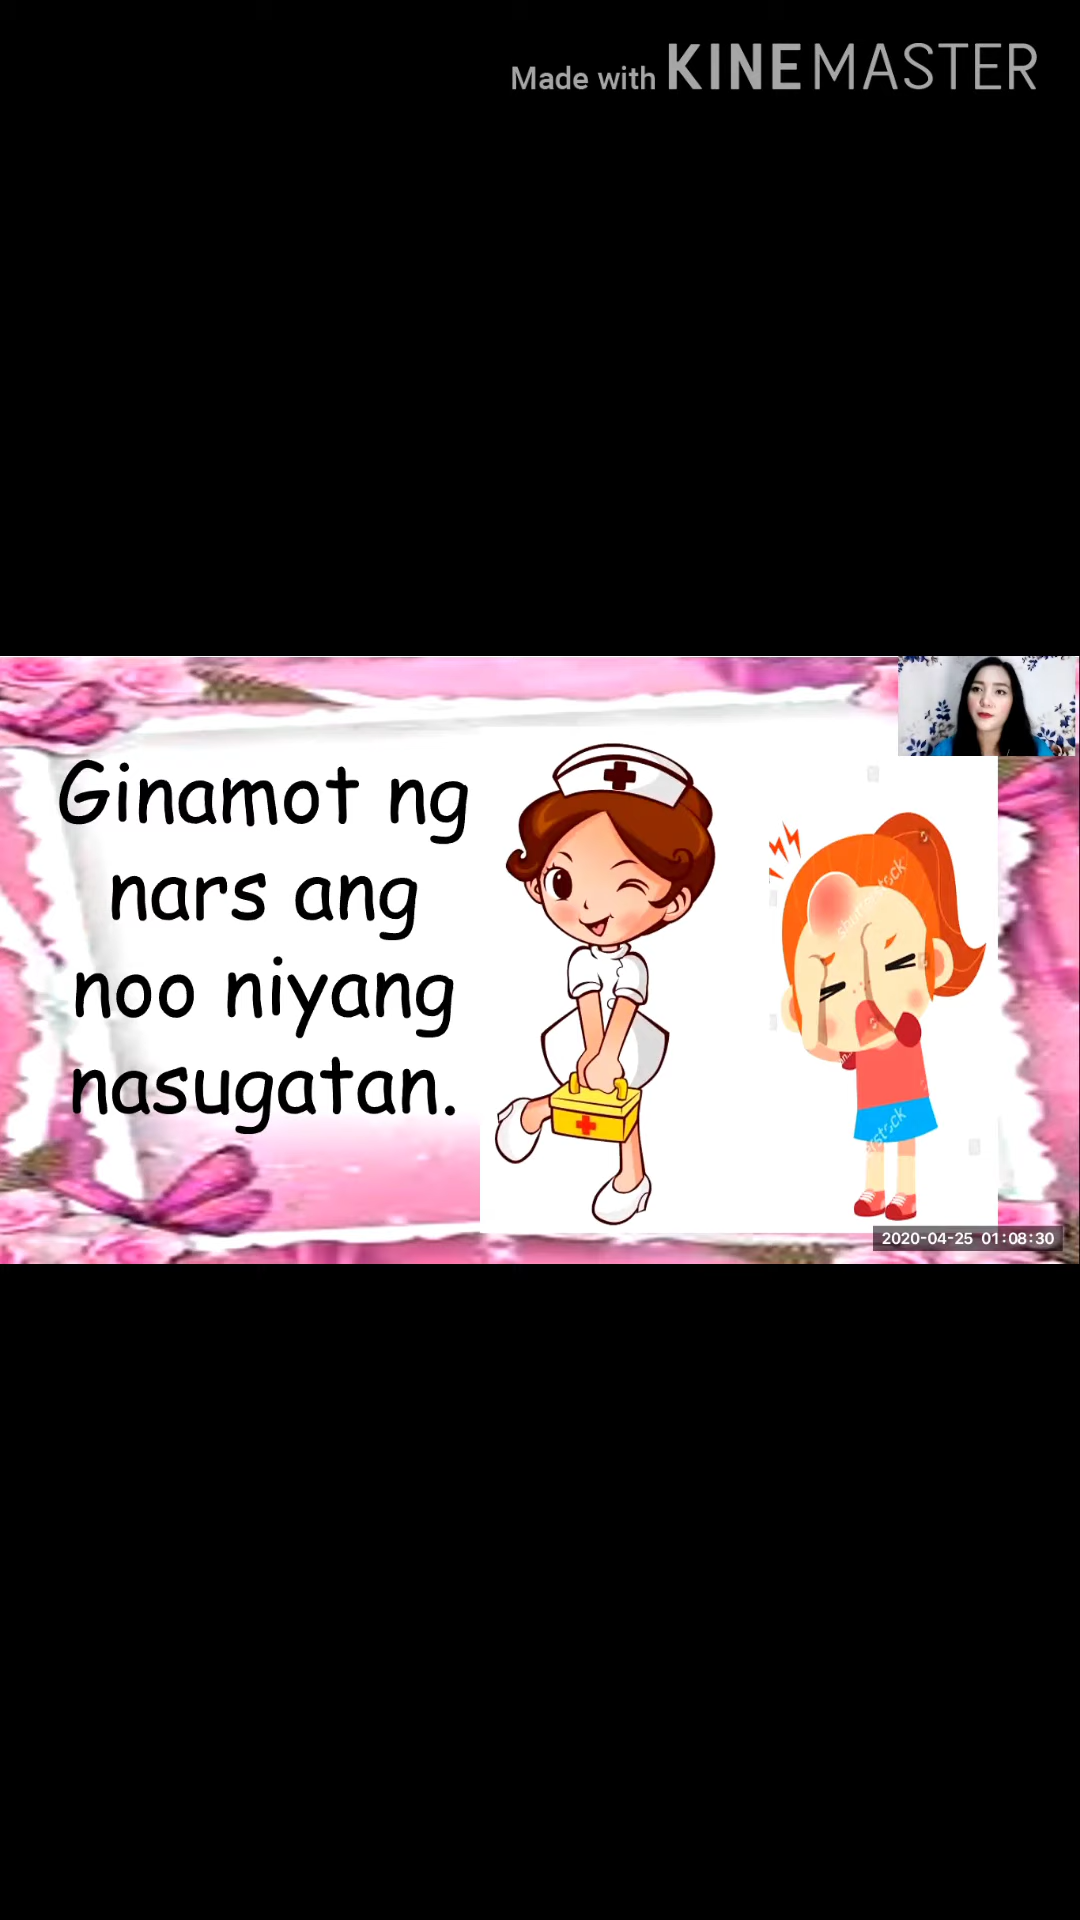 Made with KINEMASTER
Ginamot ng
nars ang
noo niyang
nasugatan.
2020-04-25 01:08:30